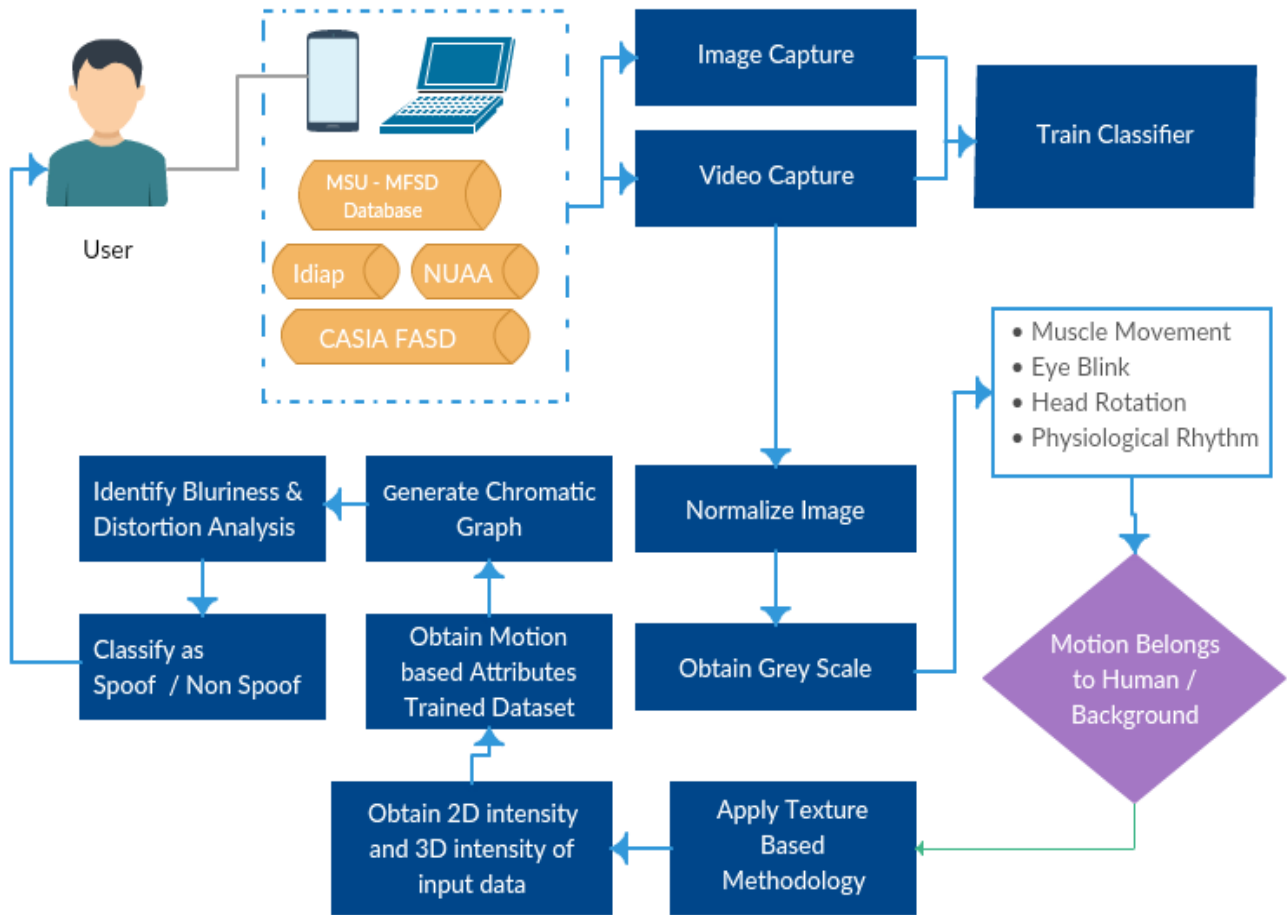 User
MSU - MFSD
Database
Idiap
NUAA
CASIA FASD
Image Capture
Video Capture
Train Classifier
• Muscle Movement
• Eye Blink
• Head Rotation
• Physiological Rhythm
Normalize Image
Obtain Grey Scale
Motion Belongs
to Human /
Background
Apply Texture
Based
Methodology
Obtain 2D intensity
and 3D intensity of
input data
Obtain Motion
based Attributes
Trained Dataset
Generate Chromatic
Graph
Identify Bluriness &
Distortion Analysis
Classify as
Spoof / Non Spoof